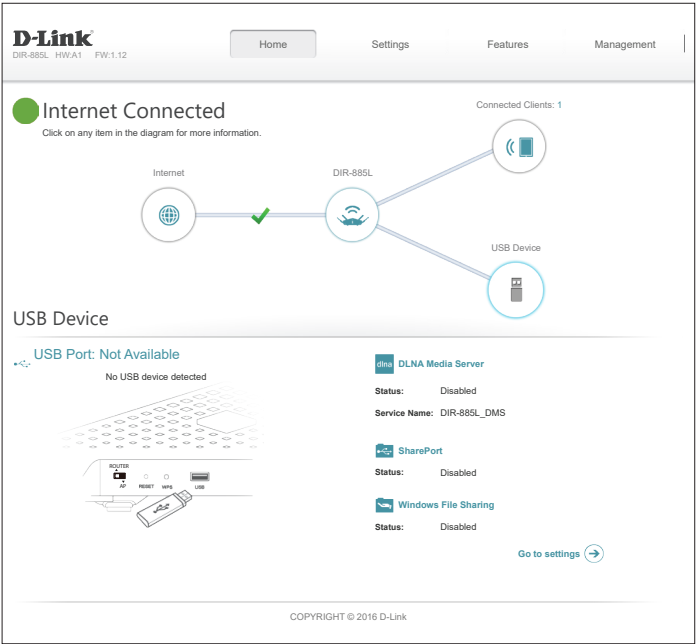 D-Link
DIR-885L HW:A1 FW:1.12
Home Settings Features Management
Internet Connected
Click on any item in the diagram for more information.
Connected Clients: 1
Internet
DIR-885L
USB Device
USB Device
USB Port: Not Available
No USB device detected
ROUTER
AP RESET WPS USB
dlna DLNA Media Server
Status: Disabled
Service Name: DIR-885L_DMS
SharePort
Status: Disabled
Windows File Sharing
Status: Disabled
Go to settings
COPYRIGHT © 2016 D-Link